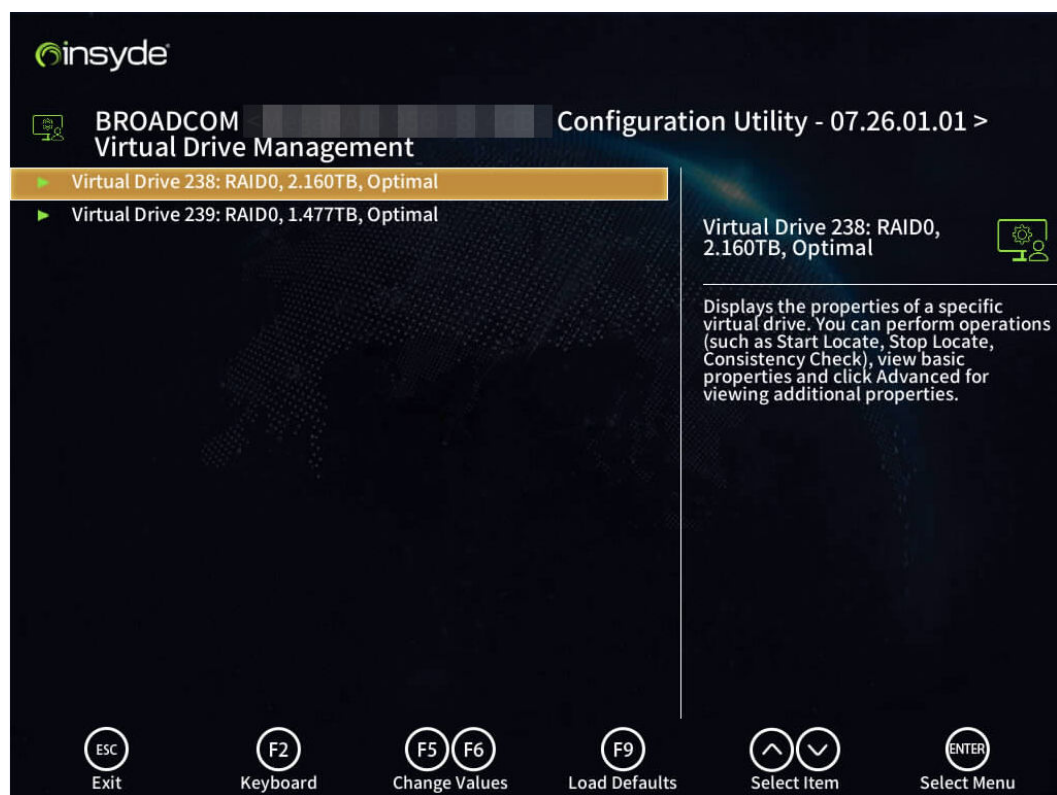 insyde
BROADCOM Configuration Utility - 07.26.01.01 >
Virtual Drive Management
Virtual Drive 238: RAID0, 2.160TB, Optimal
Virtual Drive 239: RAID0, 1.477TB, Optimal
Virtual Drive 238: RAID0,
2.160TB, Optimal
Displays the properties of a specific
virtual drive. You can perform operations
(such as Start Locate, Stop Locate,
Consistency Check), view basic
properties and click Advanced for
viewing additional properties.
ESC F2 F5 F6 F9 ENTER
Exit Keyboard Change Values Load Defaults Select Item Select Menu